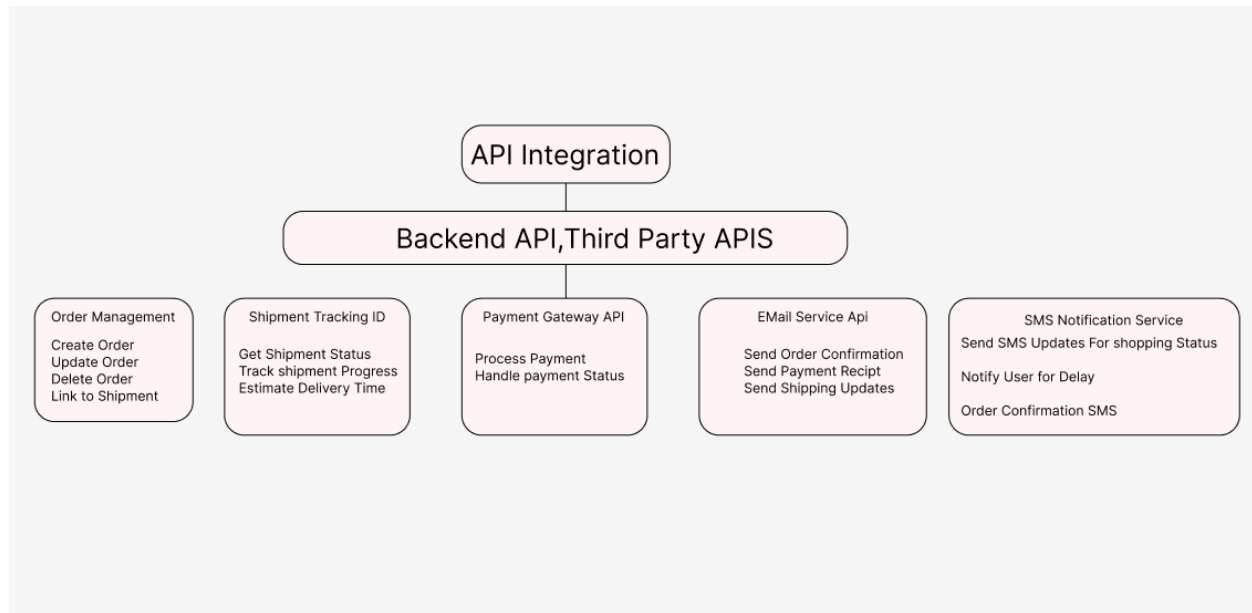 API Integration
Backend API,Third Party APIS
Order Management
Create Order
Update Order
Delete Order
Link to Shipment
Shipment Tracking ID
Get Shipment Status
Track shipment Progress
Estimate Delivery Time
Payment Gateway API
Process Payment
Handle payment Status
EMail Service Api
Send Order Confirmation
Send Payment Recipt
Send Shipping Updates
SMS Notification Service
Send SMS Updates For shopping Status
Notify User for Delay
Order Confirmation SMS